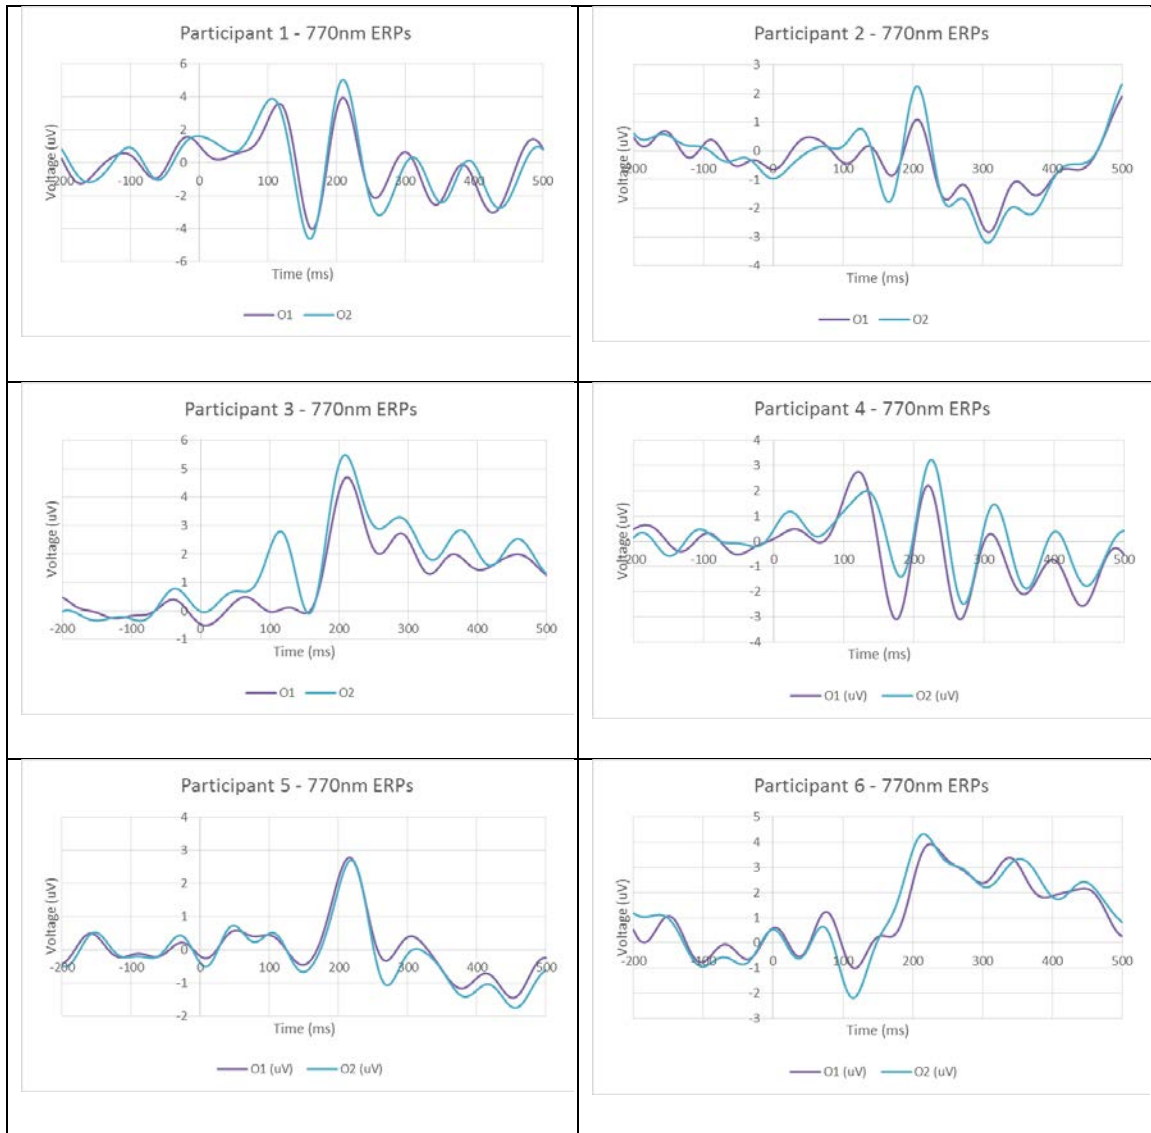 Participant 1 - 770nm ERPs
6
4
2
0
-2
-4
-6
-200 -100 0 100 200 300 400 500
Voltage (uV)
Time (ms)
O1 O2
Participant 2 - 770nm ERPs
3
2
1
0
-1
-2
-3
-4
-200 -100 0 100 200 300 400 500
Voltage (uV)
Time (ms)
O1 O2
Participant 3 - 770nm ERPs
6
5
4
3
2
1
0
-1
-200 -100 0 100 200 300 400 500
Voltage (uV)
Time (ms)
O1 O2
Participant 4 - 770nm ERPs
4
3
2
1
0
-1
-2
-3
-4
-200 -100 0 100 200 300 400 500
Voltage (uV)
Time (ms)
O1 (uV) O2 (uV)
Participant 5 - 770nm ERPs
4
3
2
1
0
-1
-2
-200 -100 0 100 200 300 400 500
Voltage (uV)
Time (ms)
O1 (uV) O2 (uV)
Participant 6 - 770nm ERPs
5
4
3
2
1
0
-1
-2
-3
-200 -100 0 100 200 300 400 500
Voltage (uV)
Time (ms)
O1 (uV) O2 (uV)